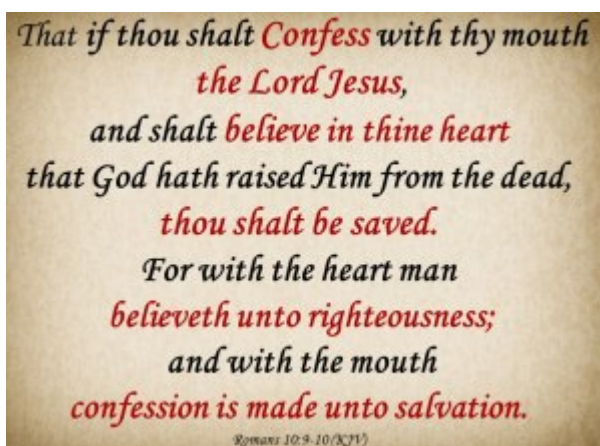 That if thou shalt Confess with thy mouth
the Lord Jesus,
and shalt believe in thine heart
that God hath raised Him from the dead,
thou shalt be saved.
For with the heart man
believeth unto righteousness;
and with the mouth
confession is made unto salvation.
Romans 10:9-10(KJV)